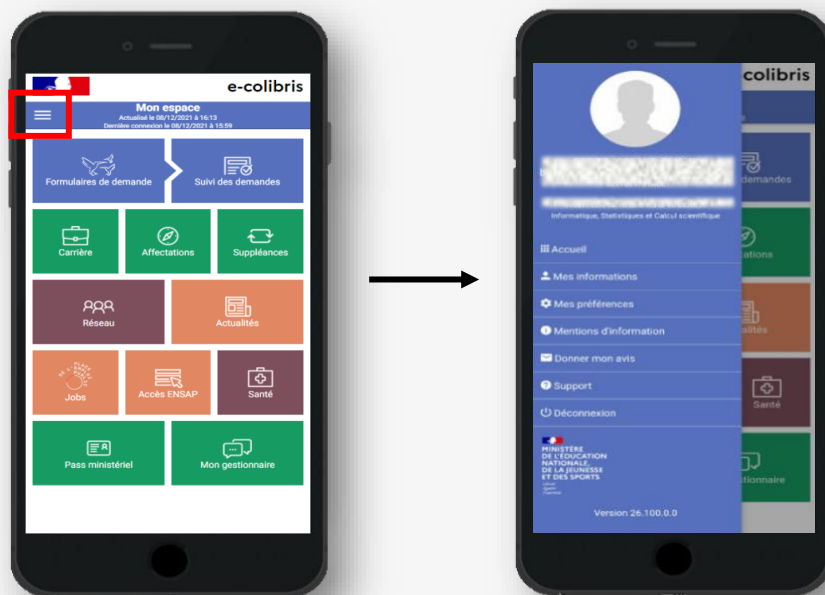 e-colibris
Mon espace
Actualisé le 08/12/2021 à 16:13
Dernière connexion le 08/12/2021 à 15:59
Formulaires de demande
Suivi des demandes
Carrière
Affectations
Suppléances
Réseau
Actualités
Jobs
Accès ENSAP
Santé
Pass ministériel
Mon gestionnaire
colibris
demandes
Informatique, Statistiques et Calcul scientifique
Accueil
ations
Mes informations
Mes préférences
Mentions d'information
alités
Donner mon avis
Support
Santé
Déconnexion
MINISTÈRE
DE L'ÉDUCATION
NATIONALE,
DE LA JEUNESSE
ET DES SPORTS
tionnaire
Version 26.100.0.0